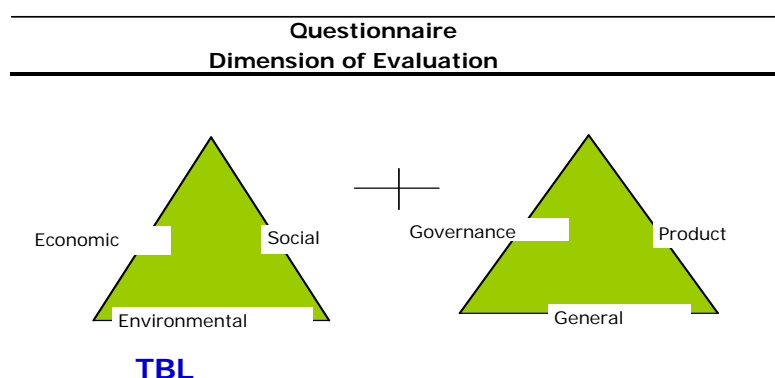 Questionnaire
Dimension of Evaluation
Economic
Social
Governance
Product
Environmental
General
TBL